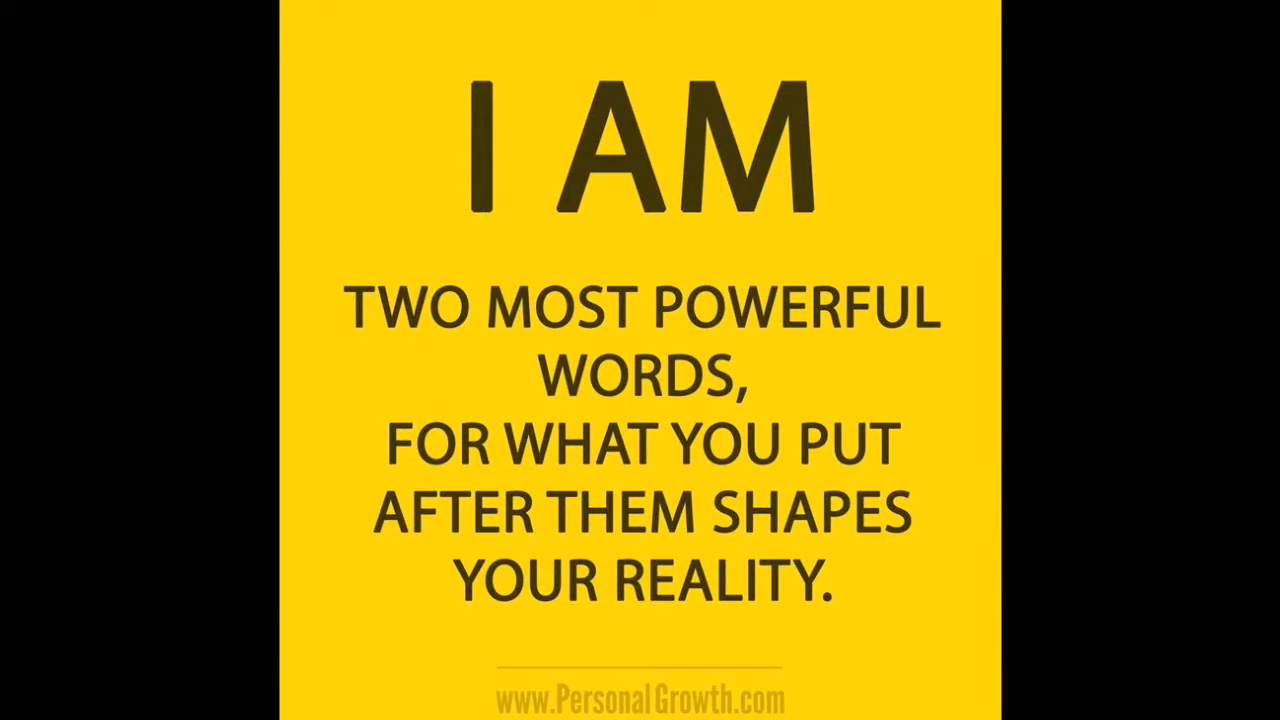 I AM
TWO MOST POWERFUL
WORDS,
FOR WHAT YOU PUT
AFTER THEM SHAPES
YOUR REALITY.
www.PersonalGrowth.com